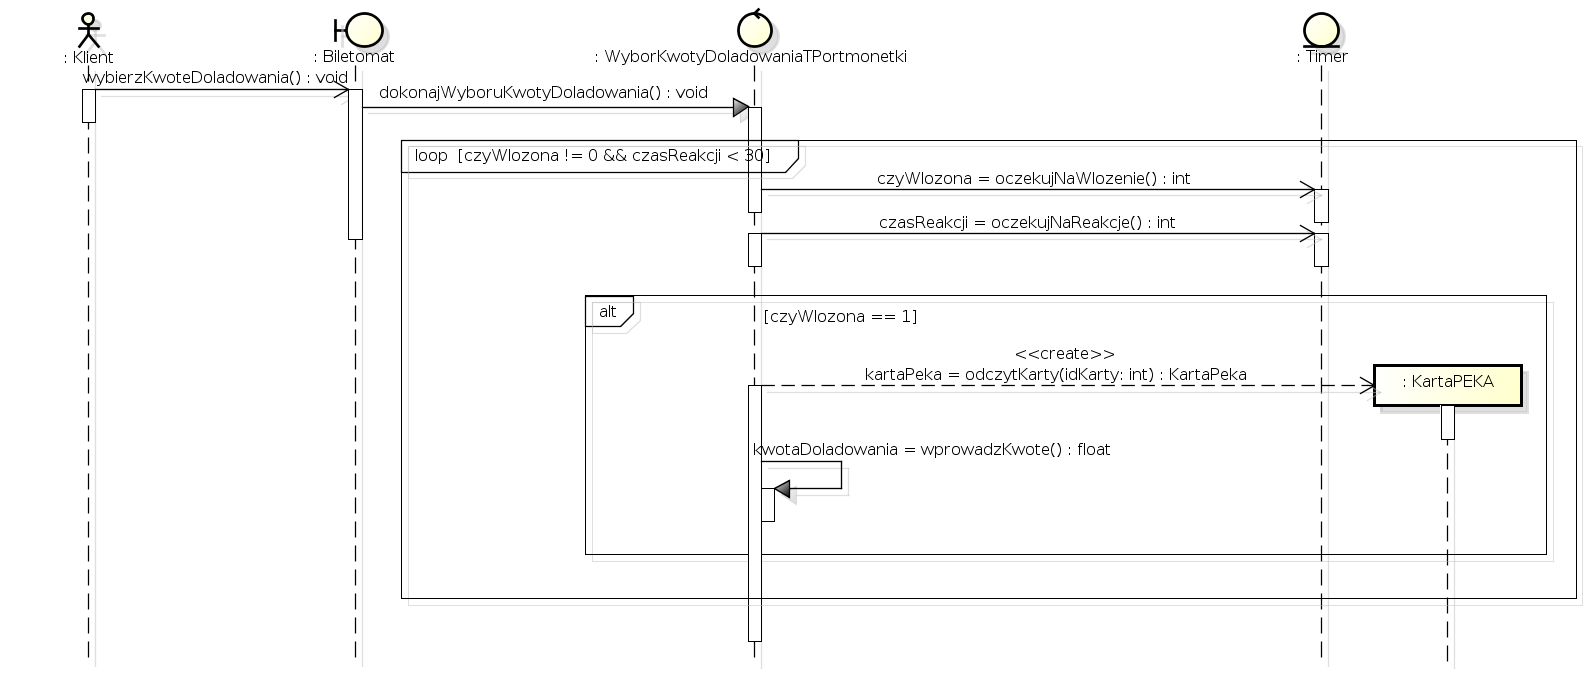 : Klient
: Biletomat
: WyborKwotyDoladowaniaTPortmonetki
: Timer
wybierzKwoteDoladowania() : void
dokonajWyboruKwotyDoladowania() : void
loop [czyWlozona != 0 && czasReakcji < 30]
czyWlozona = oczekujNaWlozenie() : int
czasReakcji = oczekujNaReakcje() : int
alt
[czyWlozona == 1]
<<create>>
kartaPeka = odczytKarty(idKarty: int) : KartaPeka
: KartaPEKA
kwotaDoladowania = wprowadzKwote() : float